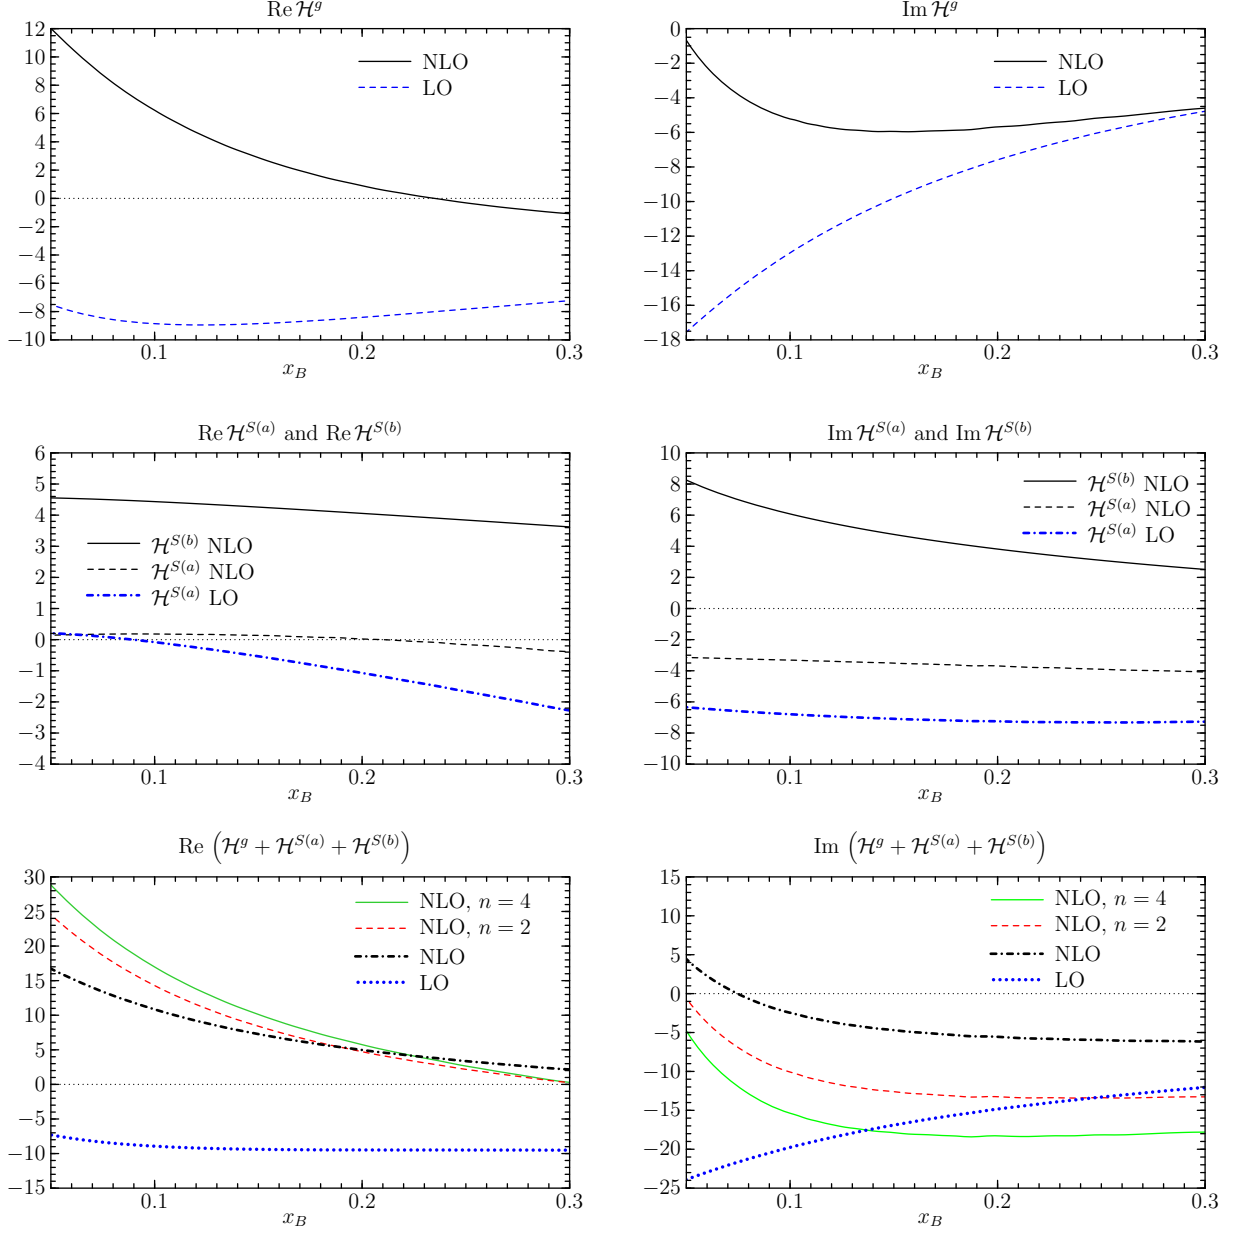 Re ℋ^g
12
10
8
6
4
2
0
−2
−4
−6
−8
−10
NLO
LO
0.1 0.2 0.3
x_B
Im ℋ^g
0
−2
−4
−6
−8
−10
−12
−14
−16
−18
NLO
LO
0.1 0.2 0.3
x_B
Re ℋ^{S(a)} and Re ℋ^{S(b)}
6
5
4
3
2
1
0
−1
−2
−3
−4
ℋ^{S(b)} NLO
ℋ^{S(a)} NLO
ℋ^{S(a)} LO
0.1 0.2 0.3
x_B
Im ℋ^{S(a)} and Im ℋ^{S(b)}
10
8
6
4
2
0
−2
−4
−6
−8
−10
ℋ^{S(b)} NLO
ℋ^{S(a)} NLO
ℋ^{S(a)} LO
0.1 0.2 0.3
x_B
Re (ℋ^g + ℋ^{S(a)} + ℋ^{S(b)})
30
25
20
15
10
5
0
−5
−10
−15
NLO, n = 4
NLO, n = 2
NLO
LO
0.1 0.2 0.3
x_B
Im (ℋ^g + ℋ^{S(a)} + ℋ^{S(b)})
15
10
5
0
−5
−10
−15
−20
−25
NLO, n = 4
NLO, n = 2
NLO
LO
0.1 0.2 0.3
x_B